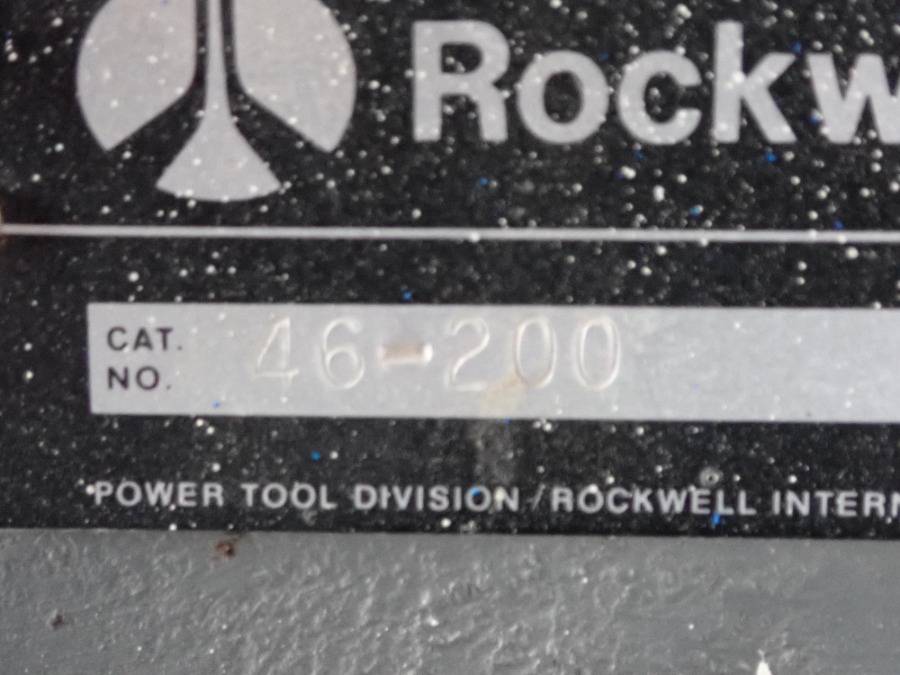 Rockw
CAT. NO. 46-200
POWER TOOL DIVISION / ROCKWELL INTERN